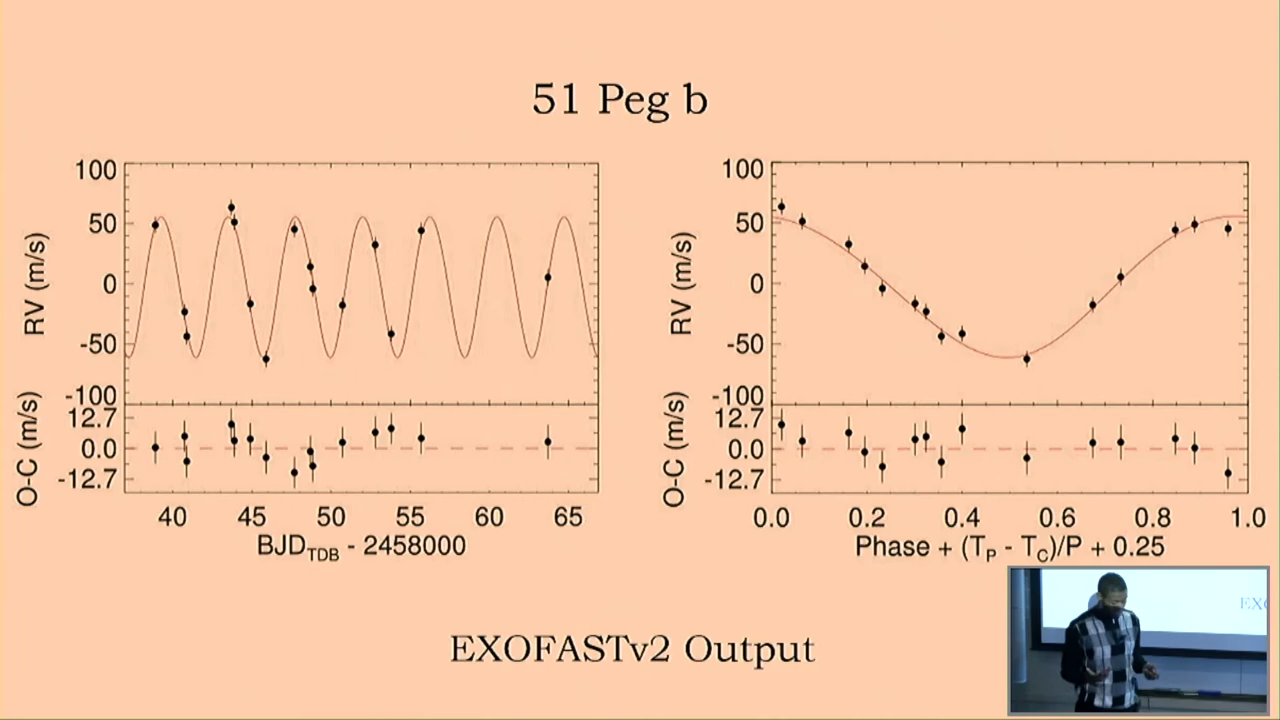 51 Peg b
100
50
0
-50
-100
RV (m/s)
12.7
0.0
-12.7
O-C (m/s)
40 45 50 55 60 65
BJD_TDB - 2458000
100
50
0
-50
-100
RV (m/s)
12.7
0.0
-12.7
O-C (m/s)
0.0 0.2 0.4 0.6 0.8 1.0
Phase + (T_P - T_C)/P + 0.25
EXOFASTv2 Output